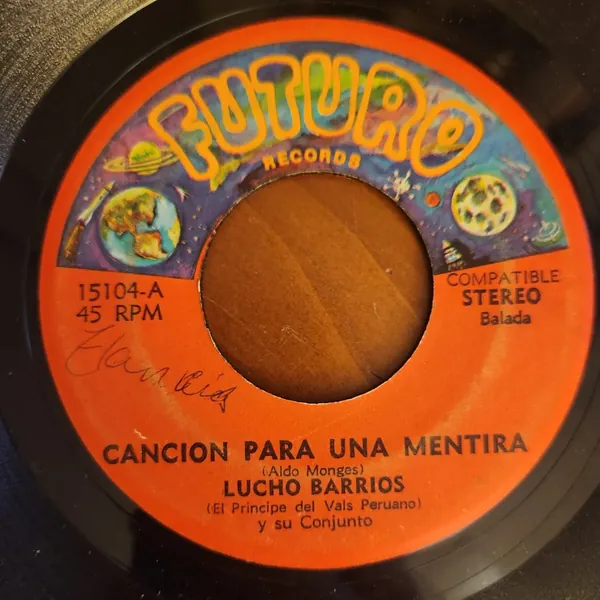 FUTURO
RECORDS
15104-A
45 RPM
COMPATIBLE
STEREO
Balada
CANCION PARA UNA MENTIRA
(Aldo Monges)
LUCHO BARRIOS
(El Principe del Vals Peruano)
y su Conjunto